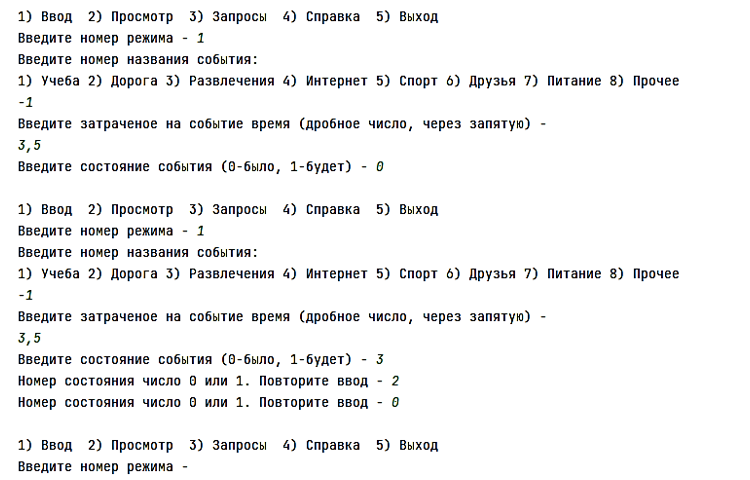 1) Ввод 2) Просмотр 3) Запросы 4) Справка 5) Выход
Введите номер режима - 1
Введите номер названия события:
1) Учеба 2) Дорога 3) Развлечения 4) Интернет 5) Спорт 6) Друзья 7) Питание 8) Прочее
-1
Введите затраченое на событие время (дробное число, через запятую) -
3,5
Введите состояние события (0-было, 1-будет) - 0
1) Ввод 2) Просмотр 3) Запросы 4) Справка 5) Выход
Введите номер режима - 1
Введите номер названия события:
1) Учеба 2) Дорога 3) Развлечения 4) Интернет 5) Спорт 6) Друзья 7) Питание 8) Прочее
-1
Введите затраченое на событие время (дробное число, через запятую) -
3,5
Введите состояние события (0-было, 1-будет) - 3
Номер состояния число 0 или 1. Повторите ввод - 2
Номер состояния число 0 или 1. Повторите ввод - 0
1) Ввод 2) Просмотр 3) Запросы 4) Справка 5) Выход
Введите номер режима -